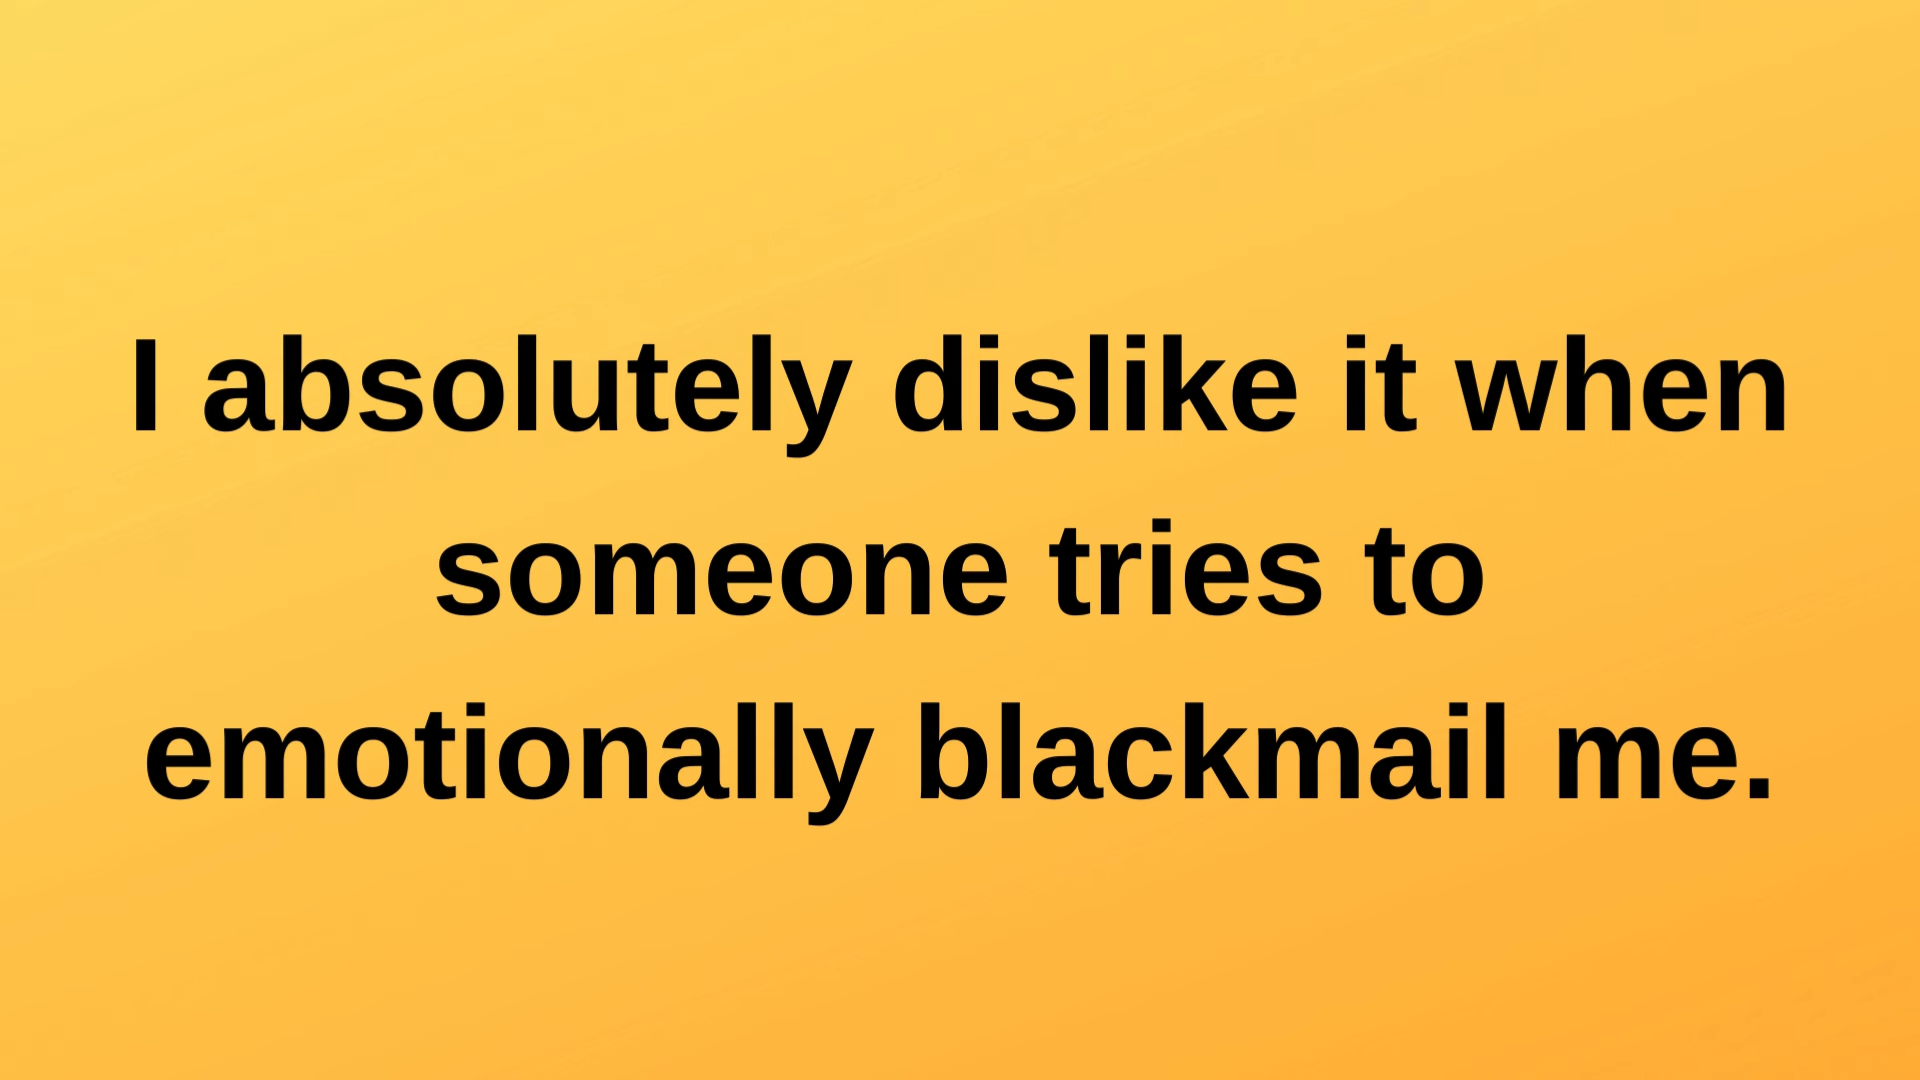 I absolutely dislike it when
someone tries to
emotionally blackmail me.